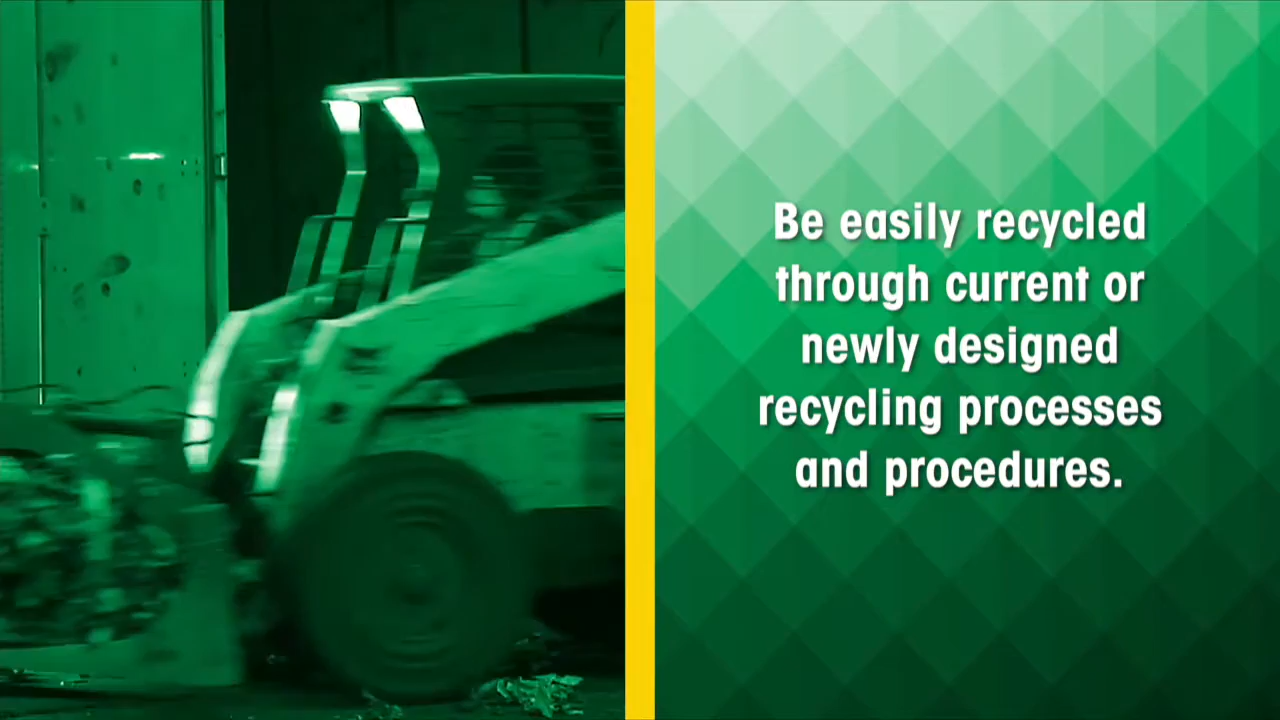 Be easily recycled
through current or
newly designed
recycling processes
and procedures.